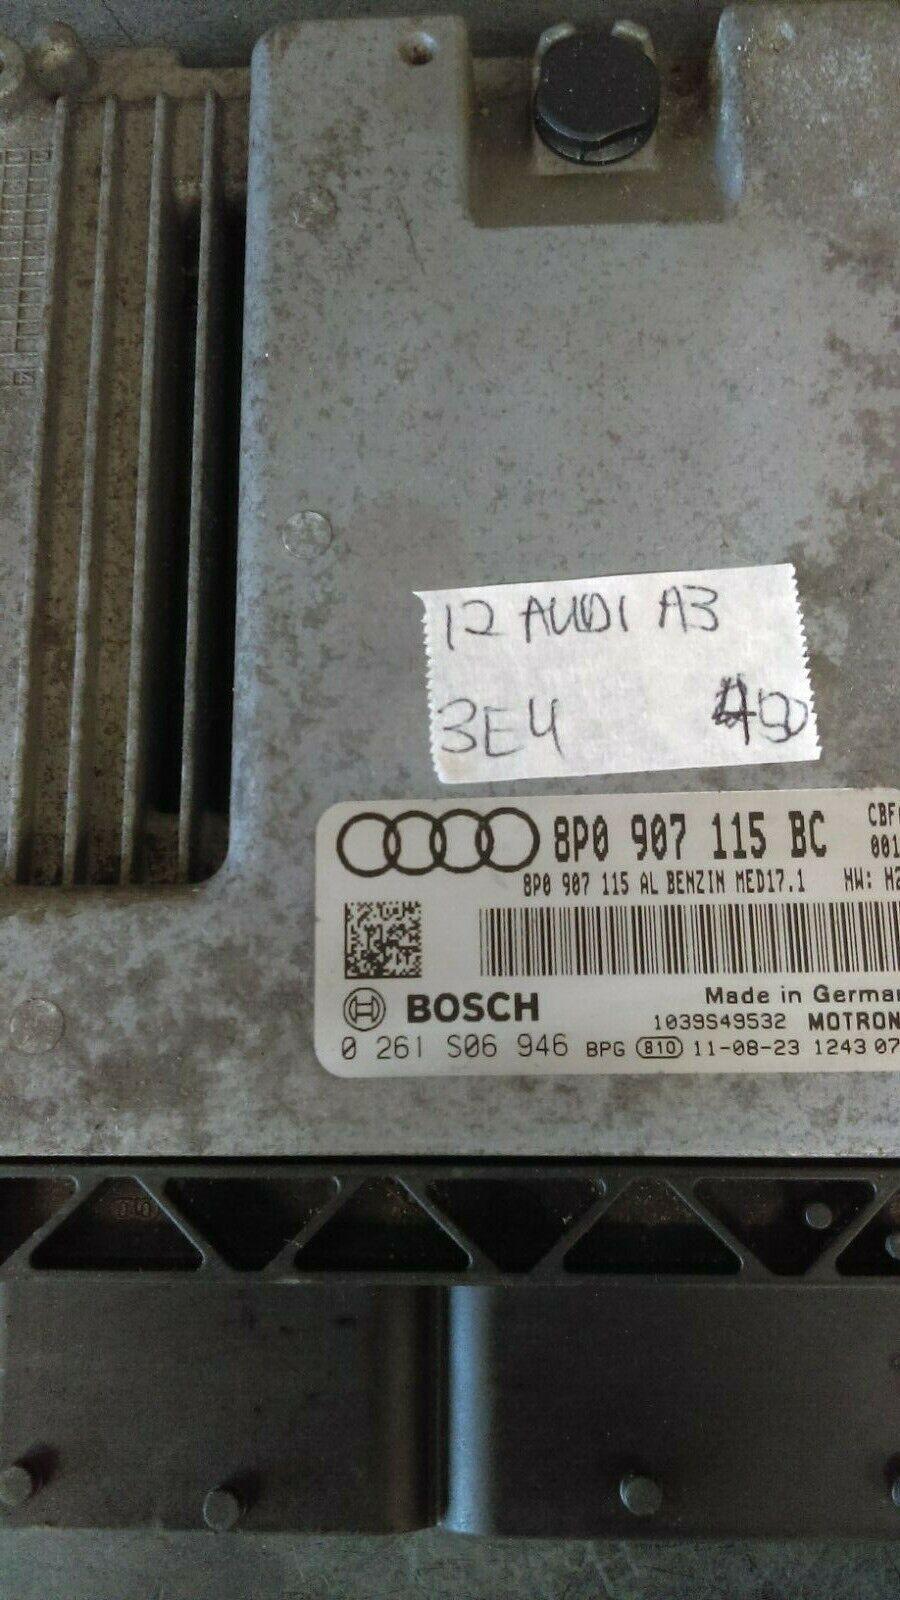 12 AUDI A3
3E4
8P0 907 115 BC
8P0 907 115 AL BENZIN MED17.1 HW:
BOSCH
Made in
1039S49532
0 261 S06 946 BPG 810 11-08-23 1243